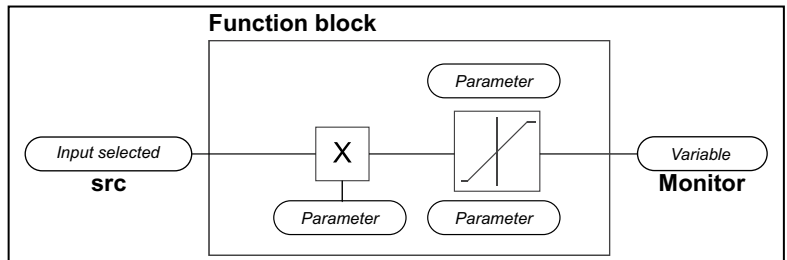 Function block
Parameter
Input selected
X
Variable
src
Monitor
Parameter
Parameter